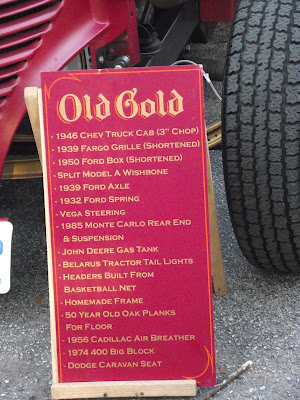 Old Gold
- 1946 Chev Truck Cab (3" Chop)
- 1939 Fargo Grille (Shortened)
- 1950 Ford Box (Shortened)
- Split Model A Wishbone
- 1939 Ford Axle
- 1932 Ford Spring
- Vega Steering
- 1985 Monte Carlo Rear End
& Suspension
- John Deere Gas Tank
- Belarus Tractor Tail Lights
- Headers Built From
Basketball Net
- Homemade Frame
- 50 Year Old Oak Planks
For Floor
- 1956 Cadillac Air Breather
- 1974 400 Big Block
- Dodge Caravan Seat